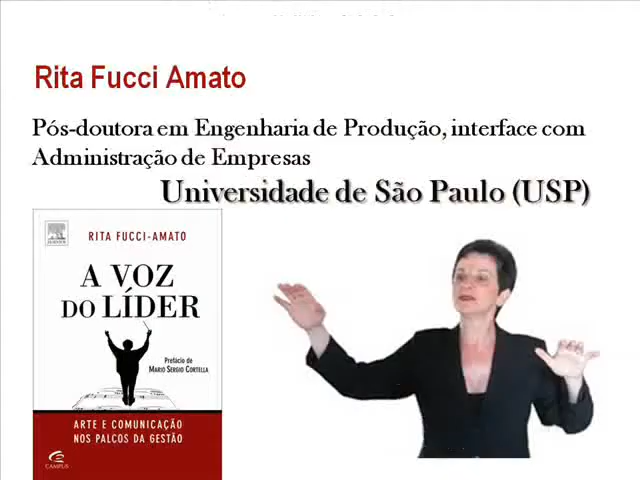 Rita Fucci Amato
Pós-doutora em Engenharia de Produção, interface com
Administração de Empresas
Universidade de São Paulo (USP)
ELSEVIER
RITA FUCCI-AMATO
A VOZ
DO LÍDER
Prefácio de
MARIO SERGIO CORTELLA
ARTE E COMUNICAÇÃO
NOS PALCOS DA GESTÃO
CAMPUS